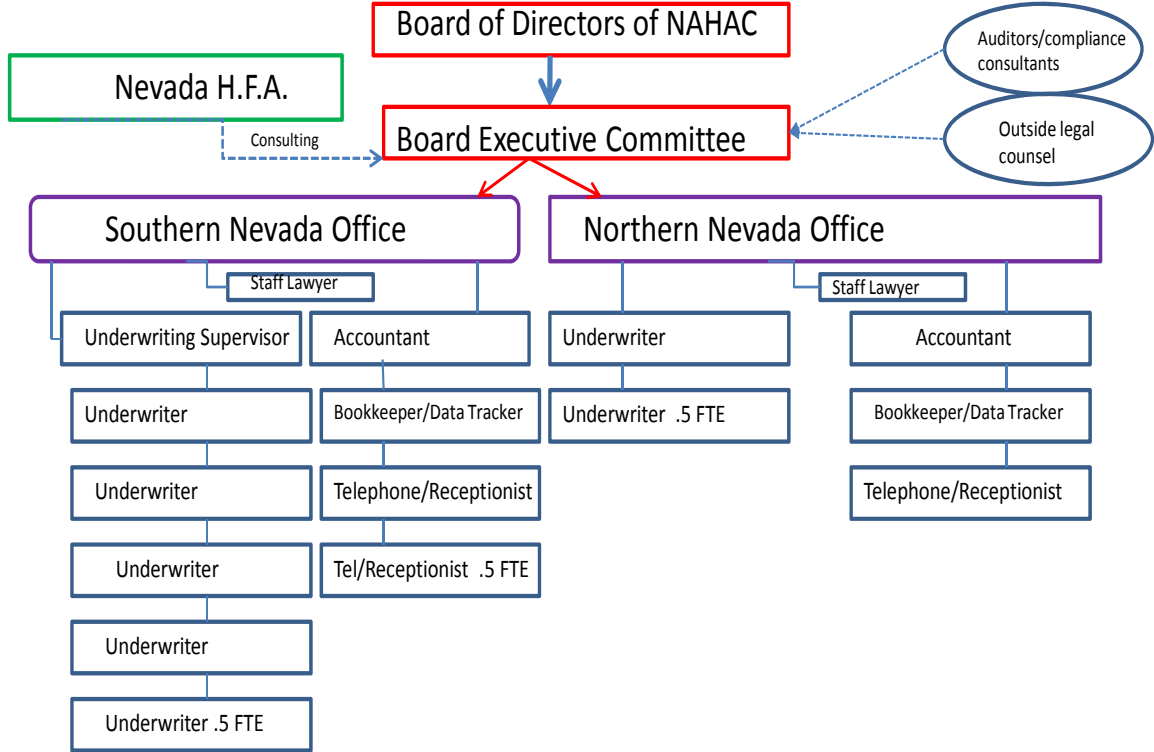 Board of Directors of NAHAC
Auditors/compliance
consultants
Nevada H.F.A.
Consulting
Board Executive Committee
Outside legal
counsel
Southern Nevada Office
Northern Nevada Office
Staff Lawyer
Staff Lawyer
Underwriting Supervisor
Accountant
Underwriter
Accountant
Underwriter
Bookkeeper/Data Tracker
Underwriter .5 FTE
Bookkeeper/Data Tracker
Underwriter
Telephone/Receptionist
Telephone/Receptionist
Underwriter
Tel/Receptionist .5 FTE
Underwriter
Underwriter .5 FTE